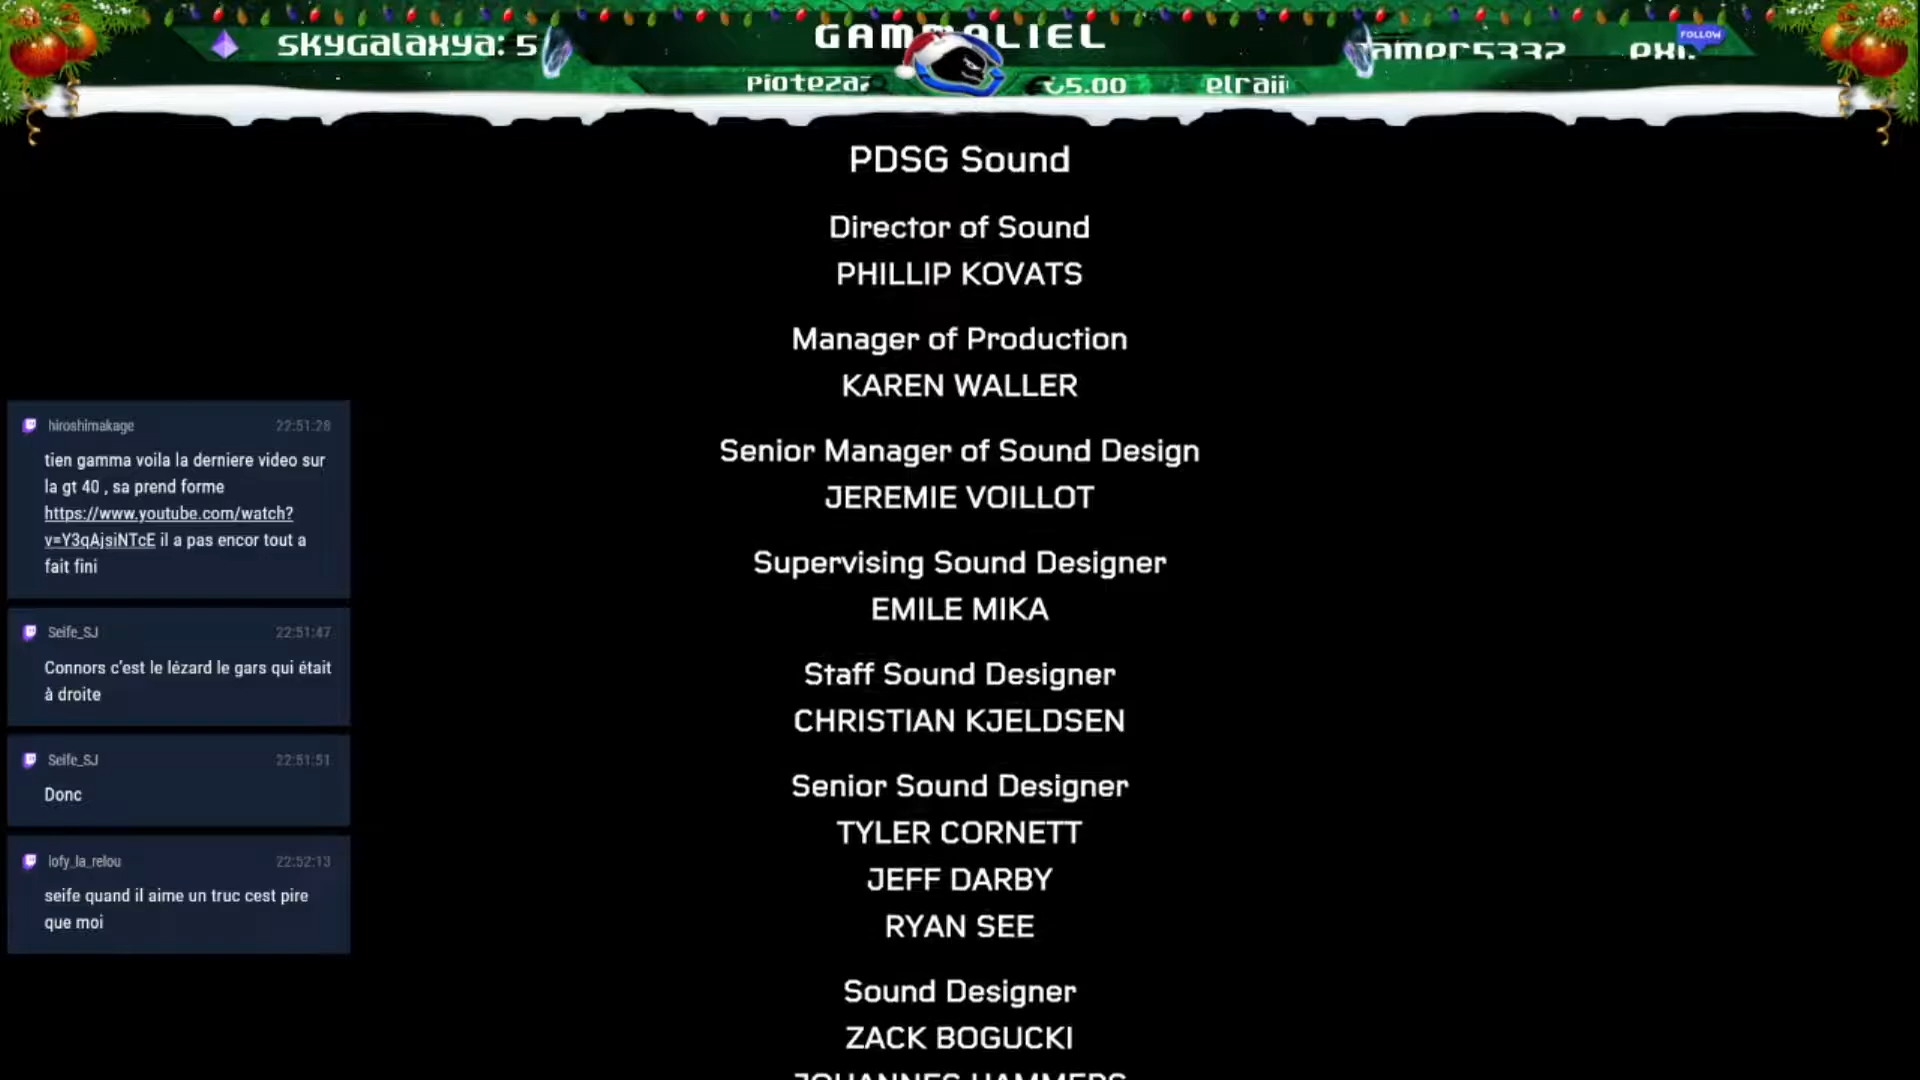 skygalaxya: 5
GAMMALIEL
FOLLOW
5.00
PDSG Sound
Director of Sound
PHILLIP KOVATS
Manager of Production
KAREN WALLER
Senior Manager of Sound Design
JEREMIE VOILLOT
Supervising Sound Designer
EMILE MIKA
Staff Sound Designer
CHRISTIAN KJELDSEN
Senior Sound Designer
TYLER CORNETT
JEFF DARBY
RYAN SEE
Sound Designer
ZACK BOGUCKI
JOHANNES HAMMERS
hiroshimakage 22:51:28
tien gamma voila la derniere video sur
la gt 40 , sa prend forme
https://www.youtube.com/watch?
v=Y3qAjsiNTcE il a pas encor tout a
fait fini
Seife_SJ 22:51:47
Connors c'est le lézard le gars qui était
à droite
Seife_SJ 22:51:51
Donc
lofy_la_relou 22:52:13
seife quand il aime un truc cest pire
que moi